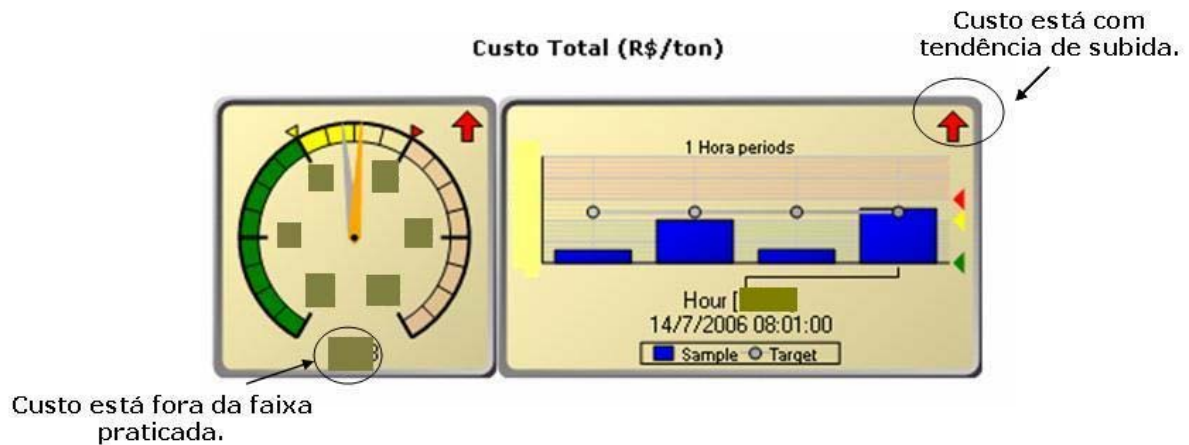 Custo está com
tendência de subida.
Custo Total (R$/ton)
1 Hora periods
Hour [
14/7/2006 08:01:00
Sample Target
Custo está fora da faixa
praticada.